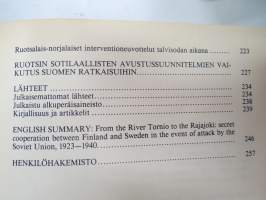 Ruotsalais-norjalaiset interventioneuvottelut talvisodan aikana 223
RUOTSIN SOTILAALLISTEN AVUSTUSSUUNNITELMIEN VAI-
KUTUS SUOMEN RATKAISUIHIN 227
LÄHTEET 234
Julkaisemattomat lähteet 234
Julkaistu alkuperäisaineisto 238
Kirjallisuus ja artikkelit 239
ENGLISH SUMMARY: From the River Tornio to the Rajajoki: secret
cooperation between Finland and Sweden in the event of attack by the
Soviet Union, 1923—1940. 246
HENKILÖHAKEMISTO 257